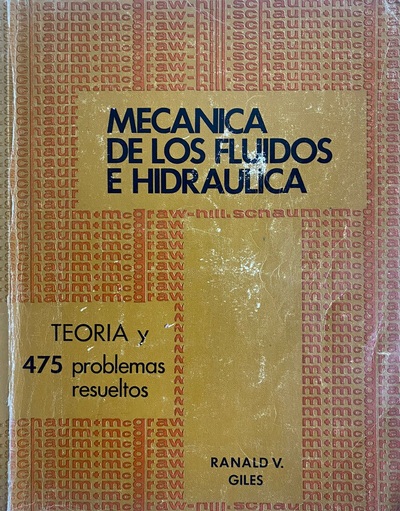 MECANICA
DE LOS FLUIDOS
E HIDRAULICA
TEORIA y
475 problemas
resueltos
RANALD V.
GILES